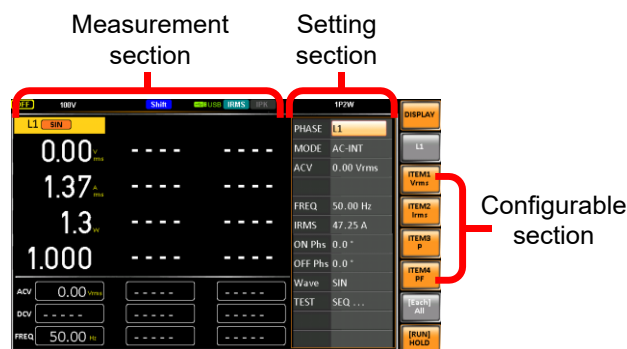 Measurement section
Setting section
OFF 100V Shift USB IRMS IPK 1P2W
DISPLAY
L1 SIN
PHASE L1
L1
0.00 V rms - - - - - - - -
MODE AC-INT
ACV 0.00 Vrms
ITEM1 Vrms
1.37 A rms - - - - - - - -
FREQ 50.00 Hz
ITEM2 Irms
Configurable section
1.3 W - - - - - - - -
IRMS 47.25 A
ON Phs 0.0 °
ITEM3 P
1.000 - - - - - - - -
OFF Phs 0.0 °
ITEM4 PF
ACV 0.00 Vrms - - - - - - - -
Wave SIN
TEST SEQ ...
[Each] All
DCV - - - - - - - - - - - - -
FREQ 50.00 Hz - - - - - - - -
[RUN] HOLD